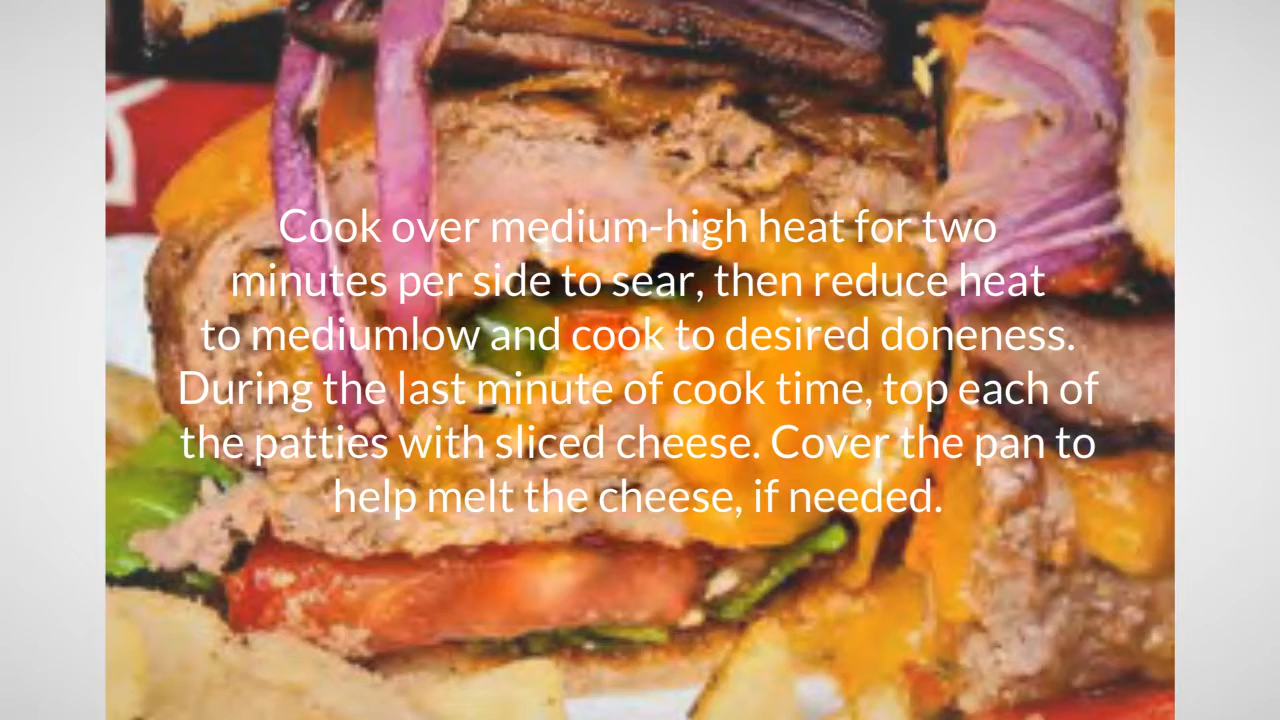 Cook over medium-high heat for two
minutes per side to sear, then reduce heat
to mediumlow and cook to desired doneness.
During the last minute of cook time, top each of
the patties with sliced cheese. Cover the pan to
help melt the cheese, if needed.